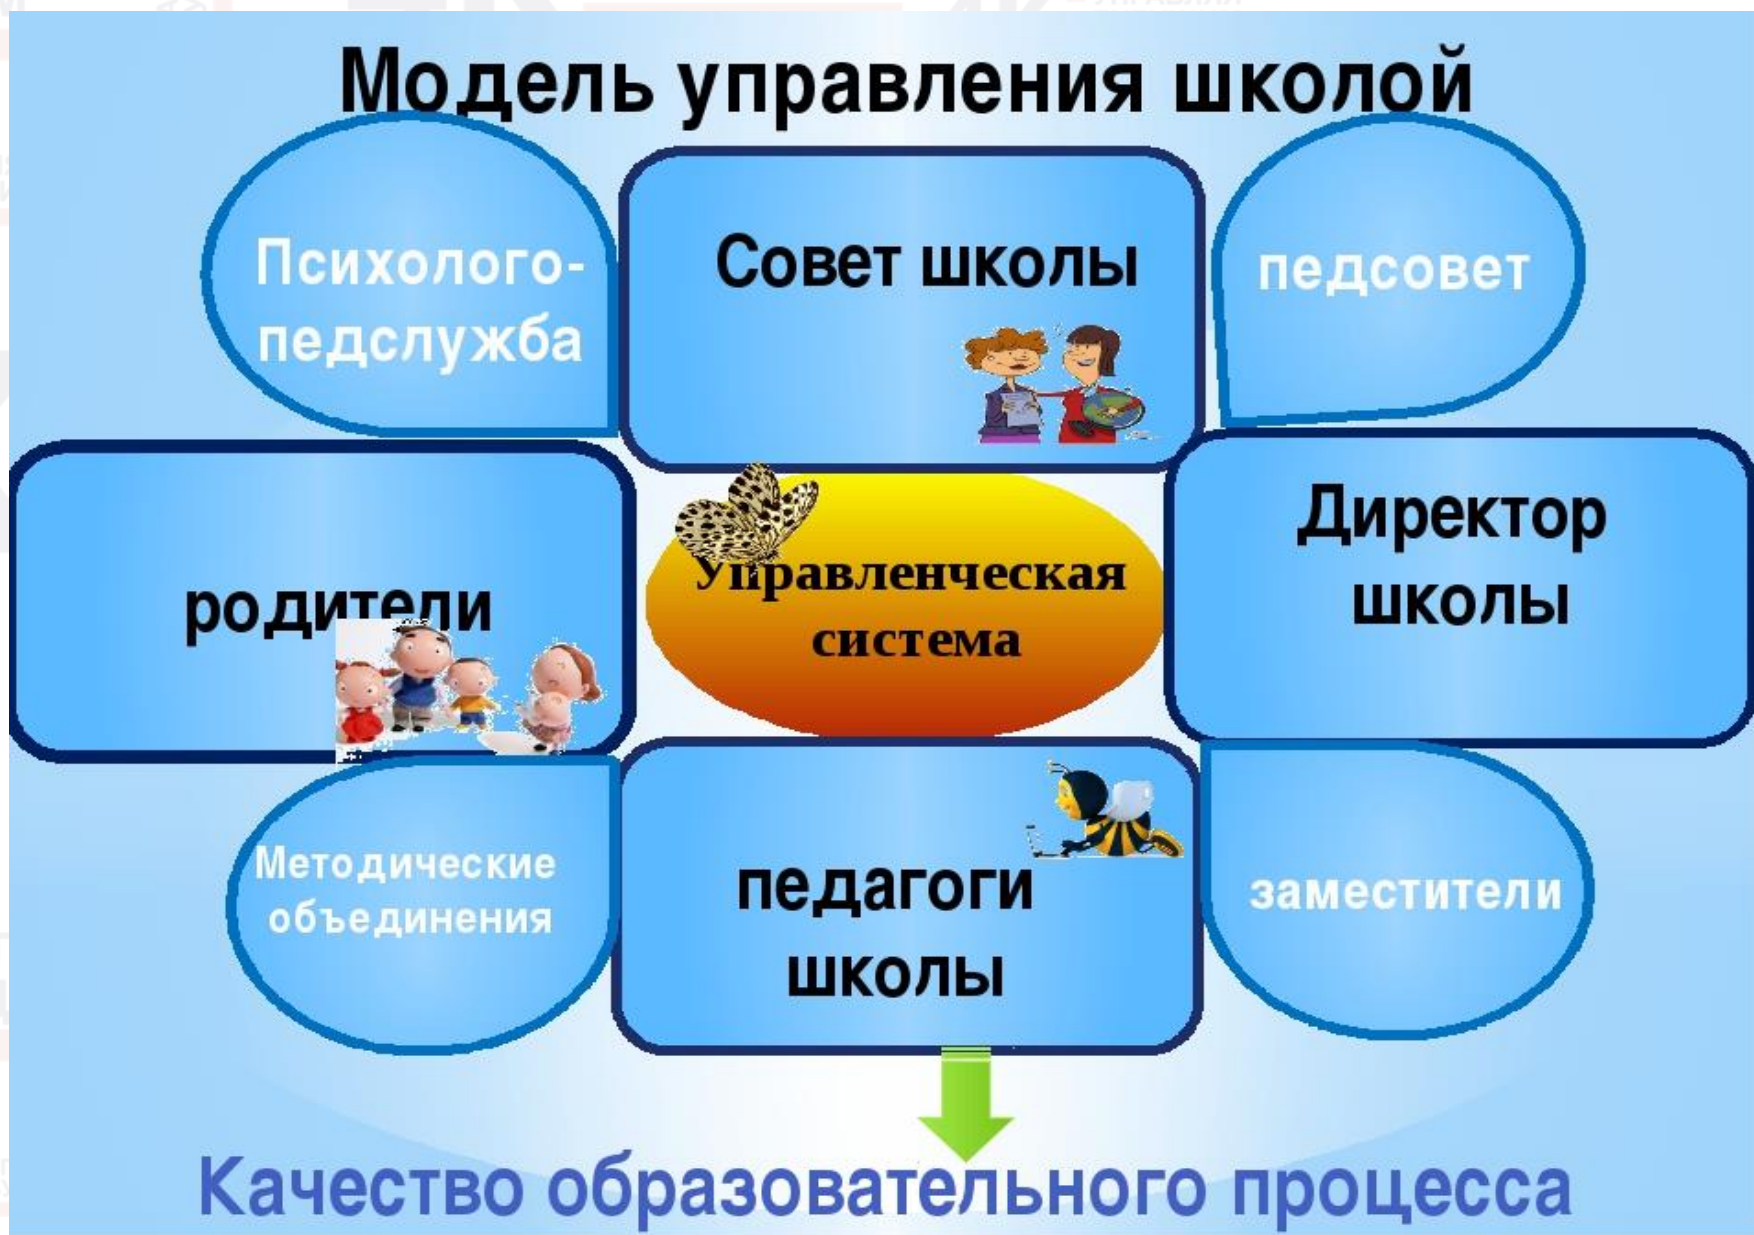 Модель управления школой
Психолого-
педслужба
Совет школы
педсовет
родители
Управленческая
система
Директор
школы
Методические
объединения
педагоги
школы
заместители
Качество образовательного процесса